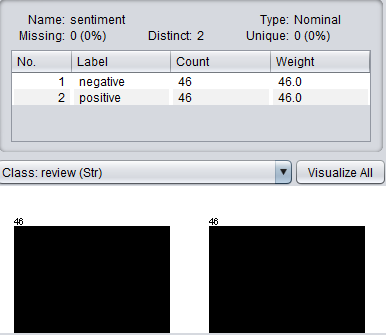 Name: sentiment Type: Nominal
Missing: 0 (0%) Distinct: 2 Unique: 0 (0%)
No. Label Count Weight
1 negative 46 46.0
2 positive 46 46.0
Class: review (Str) Visualize All
46 46